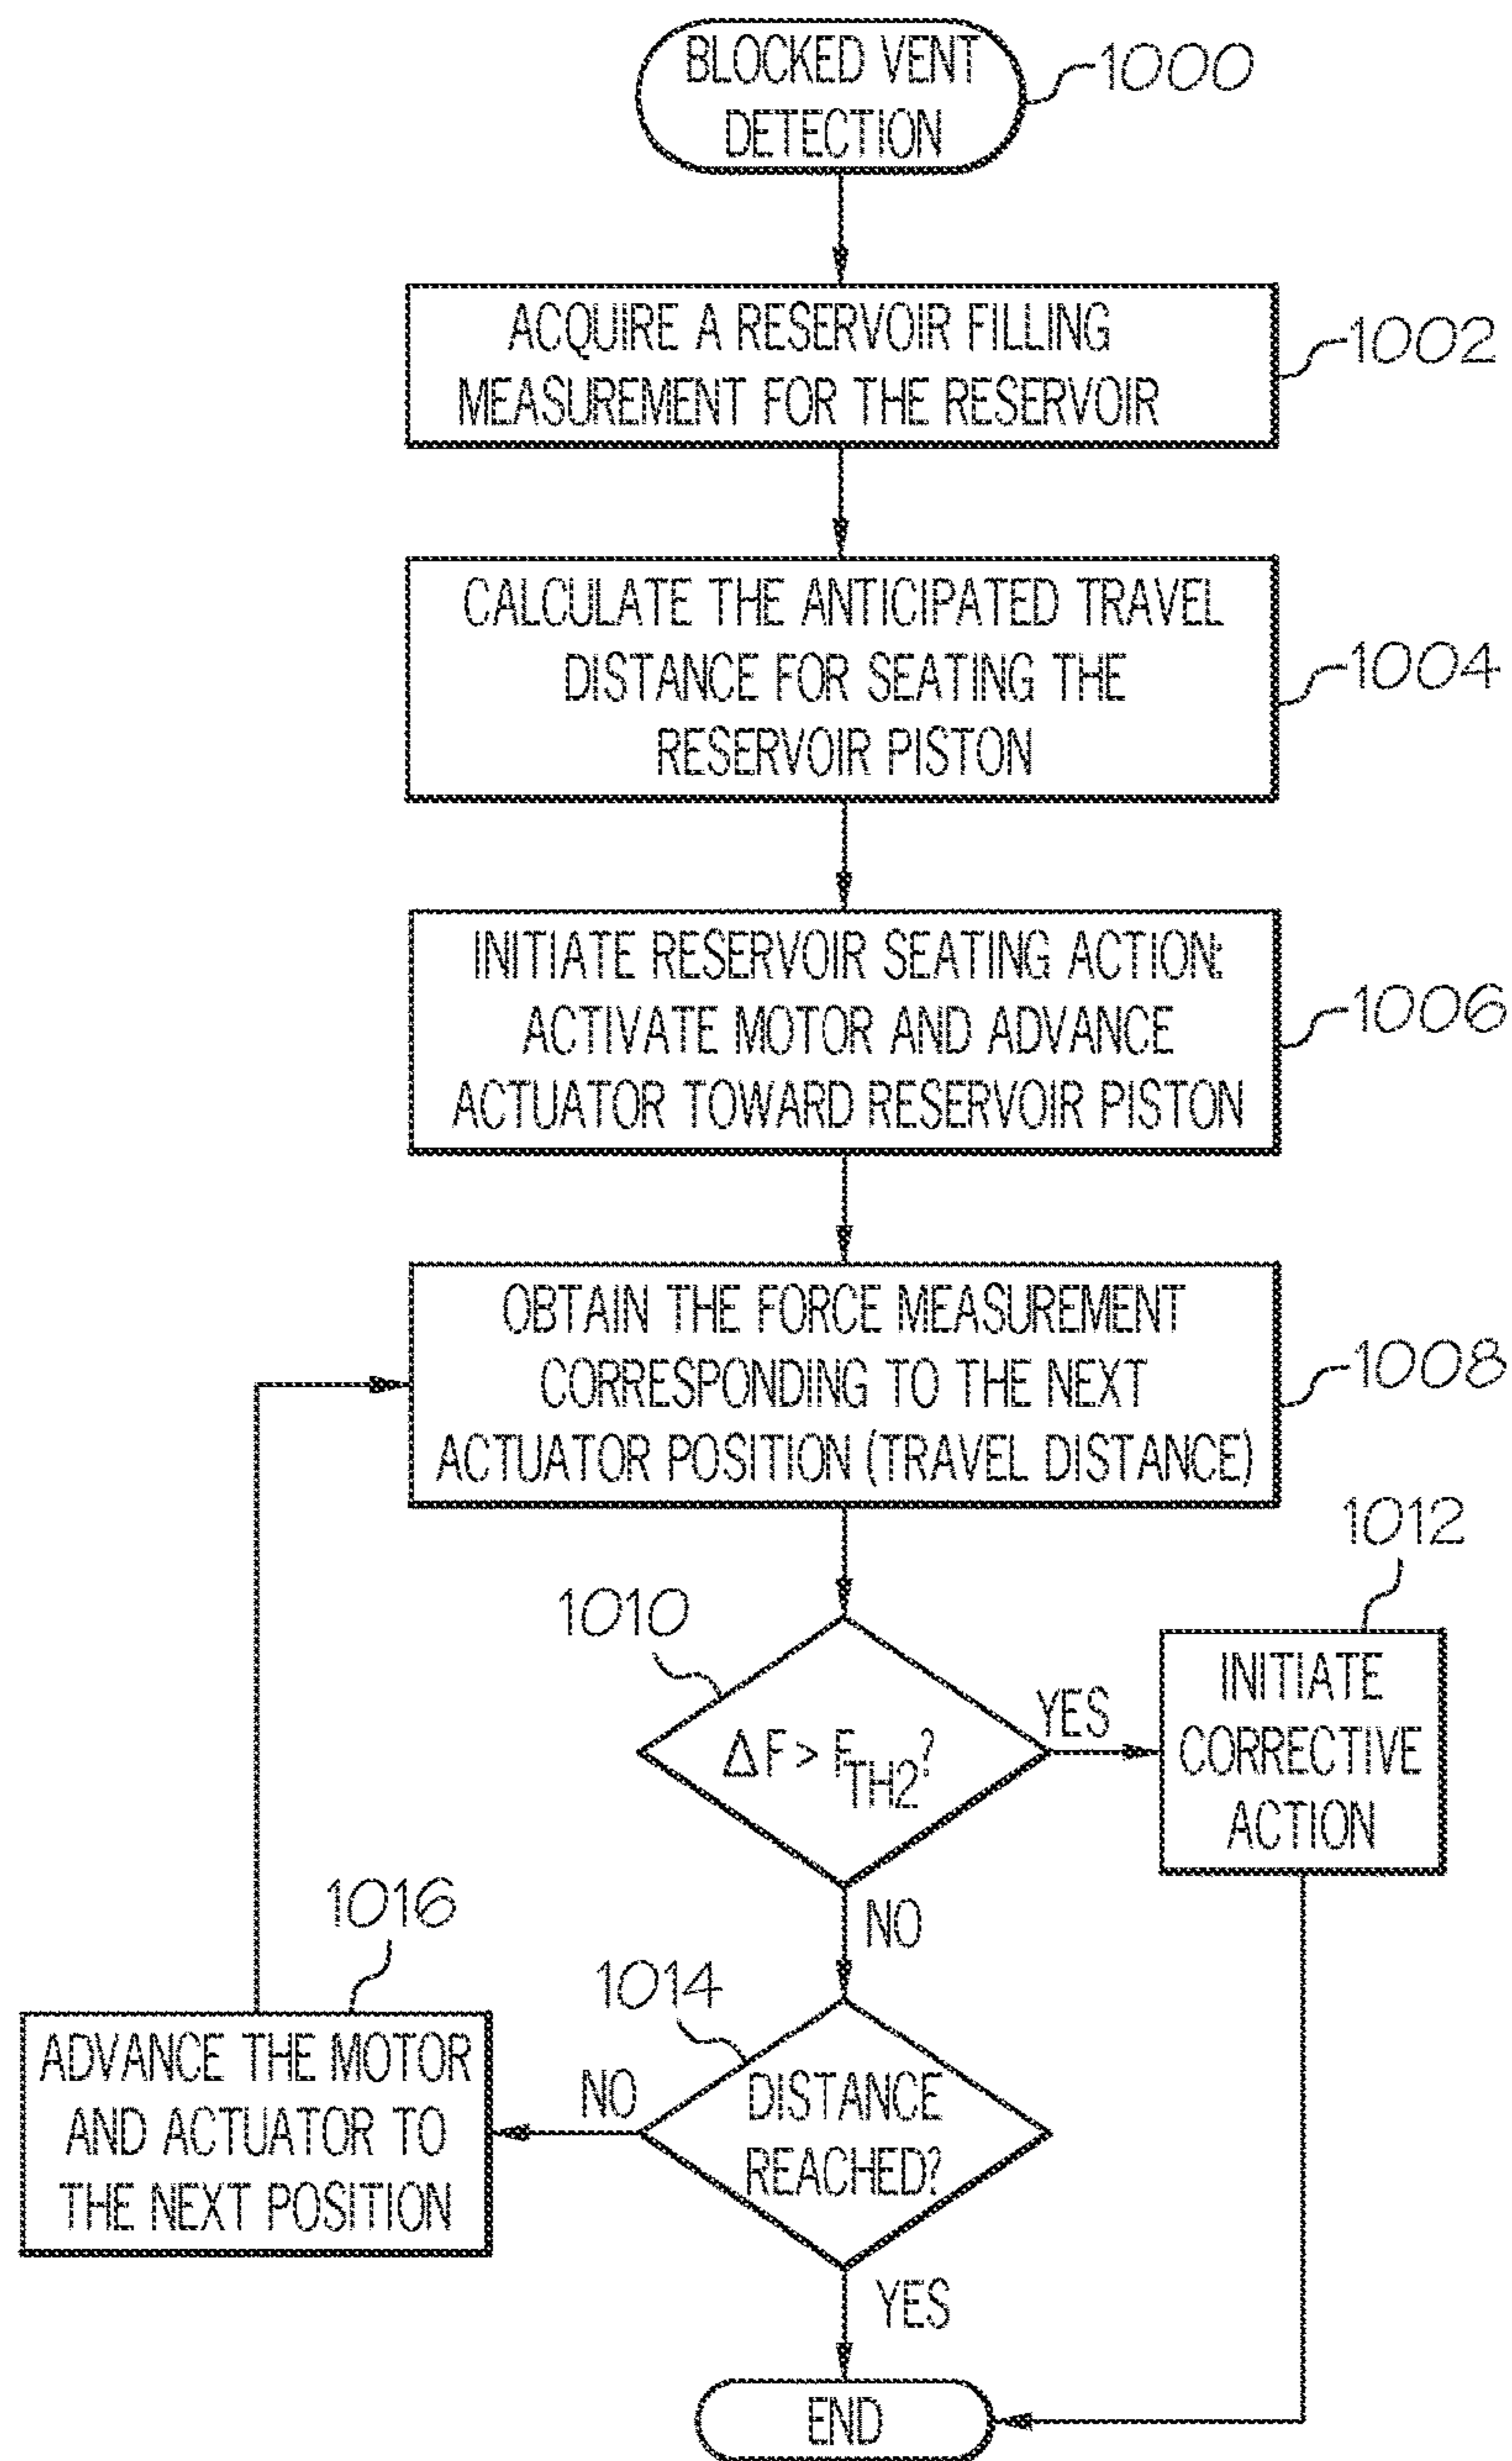 BLOCKED VENT
DETECTION
1000
ACQUIRE A RESERVOIR FILLING
MEASUREMENT FOR THE RESERVOIR
1002
CALCULATE THE ANTICIPATED TRAVEL
DISTANCE FOR SEATING THE
RESERVOIR PISTON
1004
INITIATE RESERVOIR SEATING ACTION:
ACTIVATE MOTOR AND ADVANCE
ACTUATOR TOWARD RESERVOIR PISTON
1006
OBTAIN THE FORCE MEASUREMENT
CORRESPONDING TO THE NEXT
ACTUATOR POSITION (TRAVEL DISTANCE)
1008
1010
ΔF > F_TH2?
YES
1012
INITIATE
CORRECTIVE
ACTION
NO
1014
DISTANCE
REACHED?
NO
1016
ADVANCE THE MOTOR
AND ACTUATOR TO
THE NEXT POSITION
YES
END